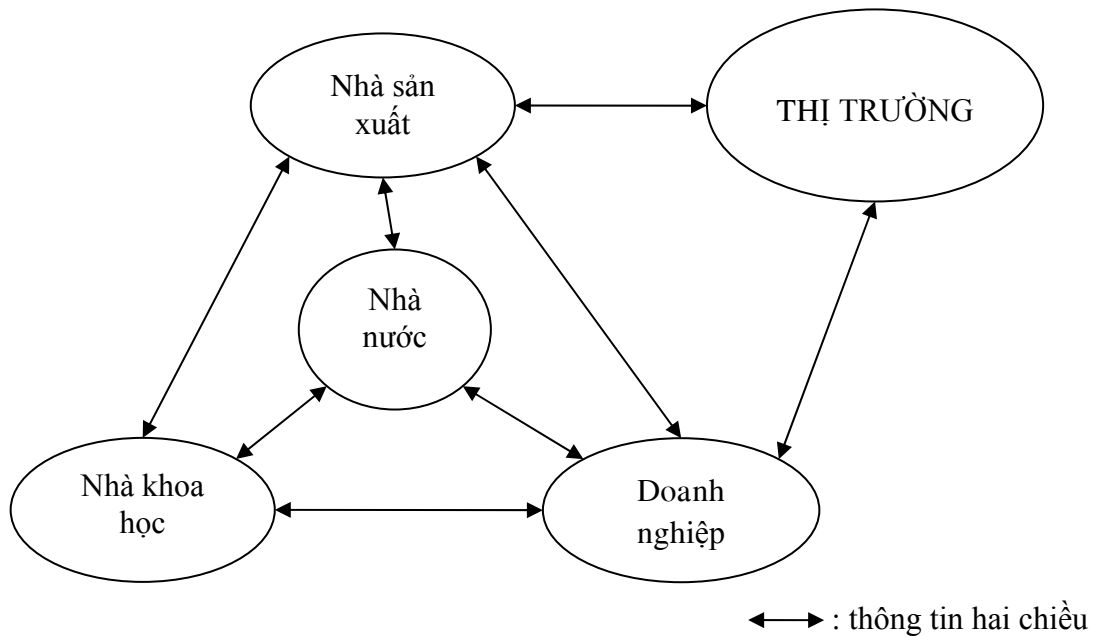 Nhà sản
xuất
THỊ TRƯỜNG
Nhà
nước
Nhà khoa
học
Doanh
nghiệp
: thông tin hai chiều